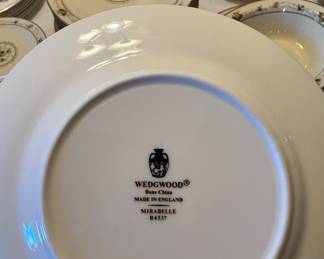 WEDGWOOD®
Bone China
MADE IN ENGLAND
MIRABELLE
R4537